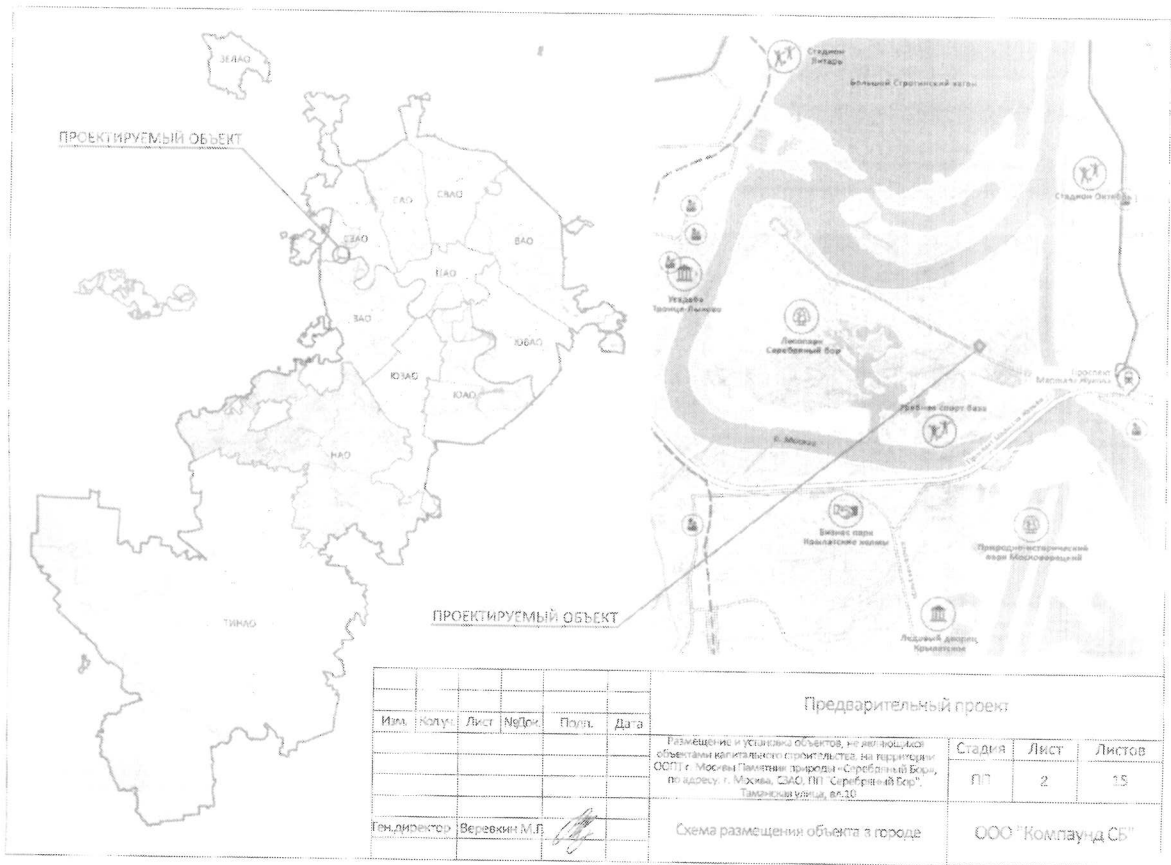 ЗЕЛАО
ПРОЕКТИРУЕМЫЙ ОБЪЕКТ
САО
СВАО
СЗАО
ВАО
ЦАО
ЗАО
ЮВАО
ЮЗАО
ЮАО
НАО
ТИНАО
Стадион
Янтарь
Большой Строгинский затон
Стадион Октябрь
Усадьба
Троице-Лыково
Лесопарк
Серебряный бор
Проспект
Маршала Жукова
Гребная спорт база
р. Москва
Проспект Маршала Жукова
Бизнес парк
Крылатские холмы
Природно-исторический
парк Москворецкий
Ледовый дворец
Крылатское
ПРОЕКТИРУЕМЫЙ ОБЪЕКТ
Предварительный проект
Изм. Кол.уч. Лист №Док. Подп. Дата
Размещение и установка объектов, не являющихся
объектами капитального строительства, на территории
ООПТ г. Москвы Памятник природы «Серебряный Бор»,
по адресу: г. Москва, СЗАО, ПП "Серебряный Бор",
Таманская улица, вл.10
Стадия Лист Листов
ПП 2 15
Ген.директор Веревкин М.Г.
Схема размещения объекта в городе
ООО "Компаунд СБ"